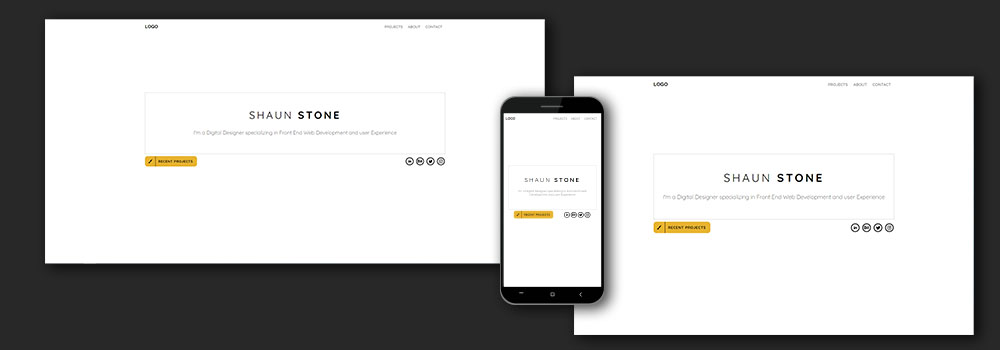 LOGO
PROJECTS ABOUT CONTACT
SHAUN STONE
I'm a Digital Designer specializing in Front End Web Development and user Experience
RECENT PROJECTS
LOGO
PROJECTS ABOUT CONTACT
SHAUN STONE
I'm a Digital Designer specializing in Front End Web Development and user Experience
RECENT PROJECTS
LOGO
PROJECTS ABOUT CONTACT
SHAUN STONE
I'm a Digital Designer specializing in Front End Web Development and user Experience
RECENT PROJECTS